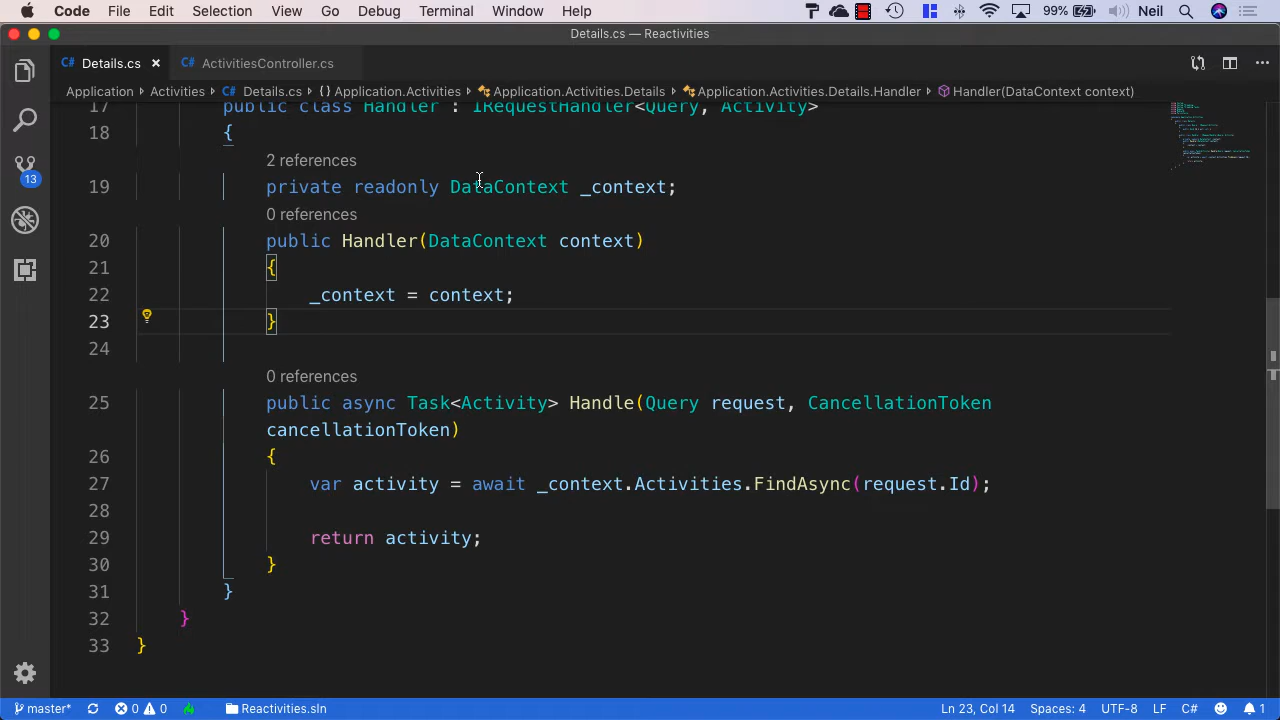 Code File Edit Selection View Go Debug Terminal Window Help 99% Neil
Details.cs — Reactivities
C# Details.cs × C# ActivitiesController.cs
Application › Activities › C# Details.cs › {} Application.Activities › Application.Activities.Details › Application.Activities.Details.Handler › Handler(DataContext context)
17 public class Handler : IRequestHandler<Query, Activity>
18 {
2 references
19 private readonly DataContext _context;
0 references
20 public Handler(DataContext context)
21 {
22 _context = context;
23 }
24
0 references
25 public async Task<Activity> Handle(Query request, CancellationToken
cancellationToken)
26 {
27 var activity = await _context.Activities.FindAsync(request.Id);
28
29 return activity;
30 }
31 }
32 }
33 }
13
master* 0 0 Reactivities.sln Ln 23, Col 14 Spaces: 4 UTF-8 LF C# 1